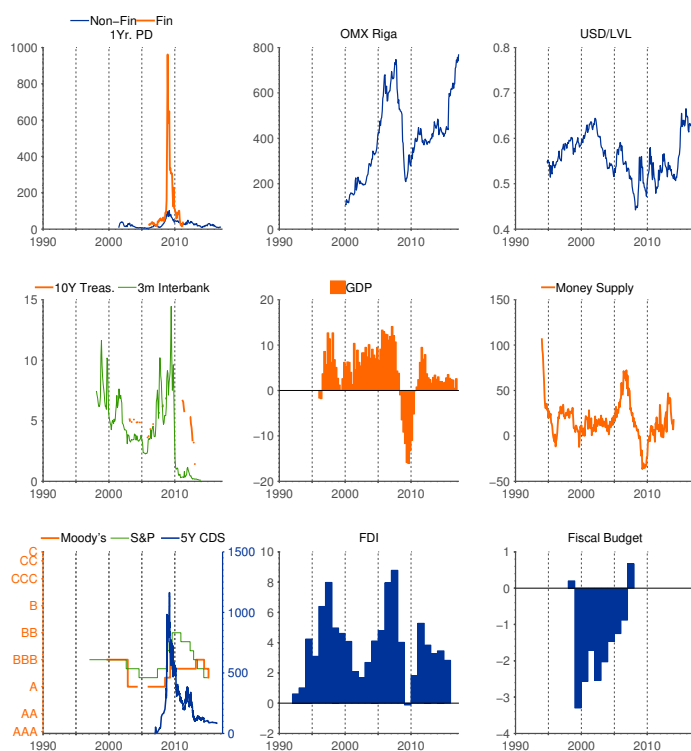 Non-Fin Fin
1Yr. PD
OMX Riga
USD/LVL
1000
800
600
400
200
0
1990 2000 2010
800
600
400
200
0
1990 2000 2010
0.8
0.7
0.6
0.5
0.4
1990 2000 2010
10Y Treas. 3m Interbank
GDP
Money Supply
15
10
5
0
1990 2000 2010
20
10
0
−10
−20
1990 2000 2010
150
100
50
0
−50
1990 2000 2010
Moody's S&P 5Y CDS
FDI
Fiscal Budget
C
CC
CCC
B
BB
BBB
A
AA
AAA
1500
1000
500
0
1990 2000 2010
10
8
6
4
2
0
−2
1990 2000 2010
1
0
−1
−2
−3
−4
1990 2000 2010